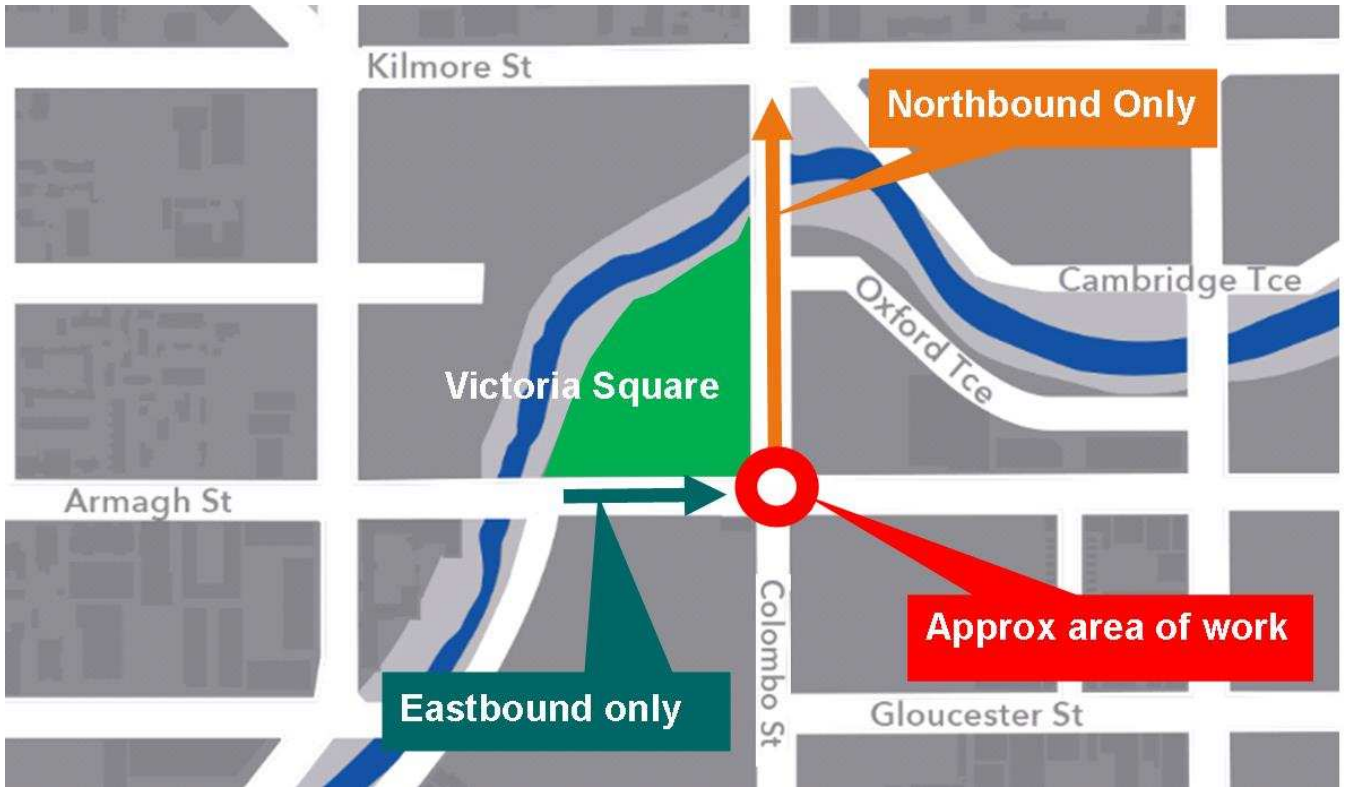 Kilmore St
Northbound Only
Cambridge Tce
Oxford Tce
Victoria Square
Armagh St
Colombo St
Approx area of work
Eastbound only
Gloucester St